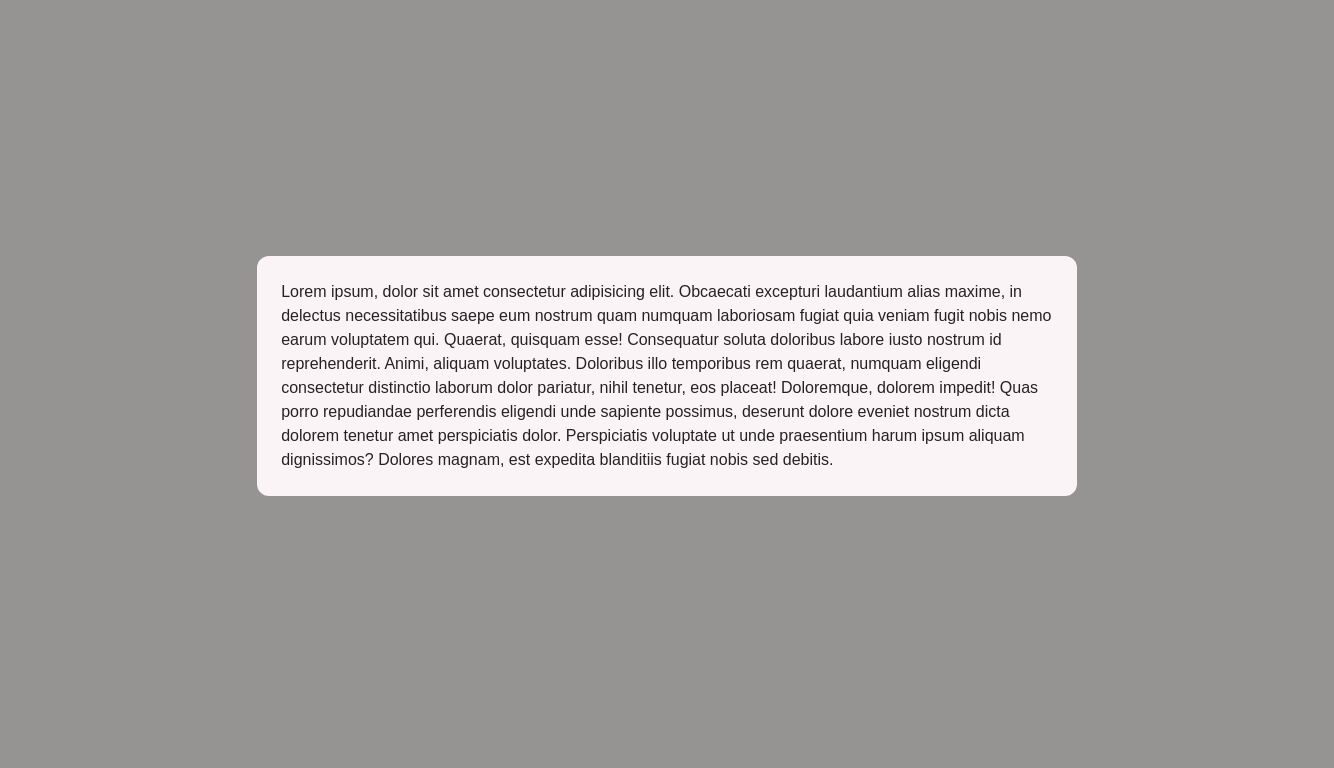 Lorem ipsum, dolor sit amet consectetur adipisicing elit. Obcaecati excepturi laudantium alias maxime, in
delectus necessitatibus saepe eum nostrum quam numquam laboriosam fugiat quia veniam fugit nobis nemo
earum voluptatem qui. Quaerat, quisquam esse! Consequatur soluta doloribus labore iusto nostrum id
reprehenderit. Animi, aliquam voluptates. Doloribus illo temporibus rem quaerat, numquam eligendi
consectetur distinctio laborum dolor pariatur, nihil tenetur, eos placeat! Doloremque, dolorem impedit! Quas
porro repudiandae perferendis eligendi unde sapiente possimus, deserunt dolore eveniet nostrum dicta
dolorem tenetur amet perspiciatis dolor. Perspiciatis voluptate ut unde praesentium harum ipsum aliquam
dignissimos? Dolores magnam, est expedita blanditiis fugiat nobis sed debitis.